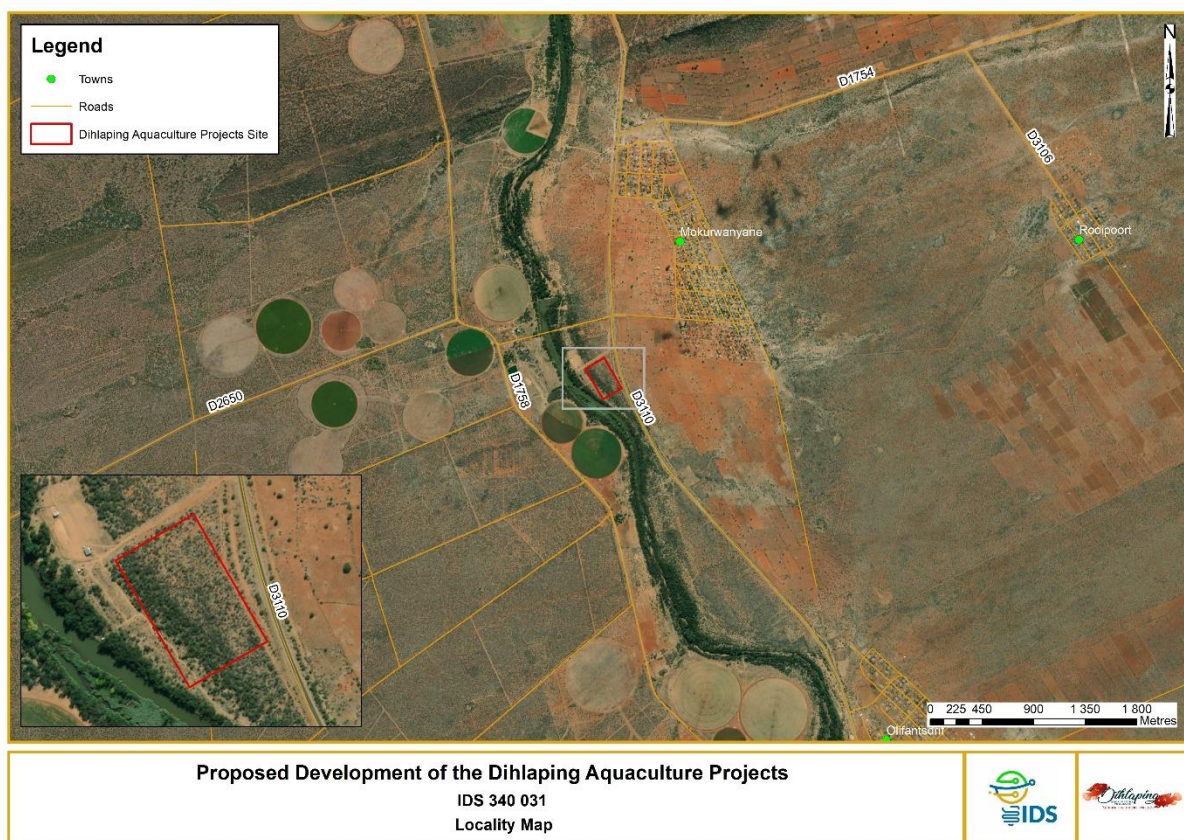 Legend
Towns
Roads
Dihlaping Aquaculture Projects Site
N
D1754
D3106
Mokurwanyane
Rooipoort
D2650
D1758
D3110
D3110
0 225 450 900 1 350 1 800
Metres
Olifantsdrif
Proposed Development of the Dihlaping Aquaculture Projects
IDS 340 031
Locality Map
IDS
Dihlaping